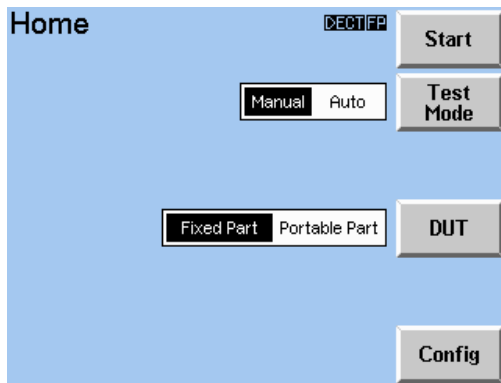 Home
DECT FP
Start
Manual Auto
Test
Mode
Fixed Part Portable Part
DUT
Config